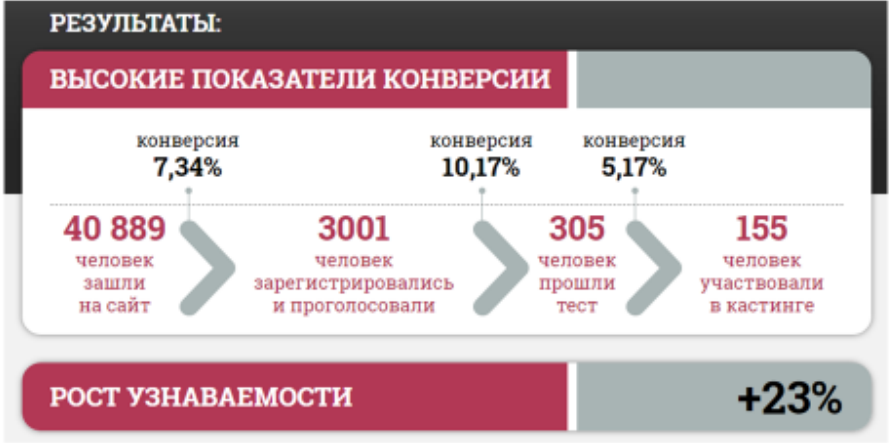 РЕЗУЛЬТАТЫ:
ВЫСОКИЕ ПОКАЗАТЕЛИ КОНВЕРСИИ
конверсия
7,34%
конверсия
10,17%
конверсия
5,17%
40 889
человек
зашли
на сайт
3001
человек
зарегистрировались
и проголосовали
305
человек
прошли
тест
155
человек
участвовали
в кастинге
РОСТ УЗНАВАЕМОСТИ
+23%